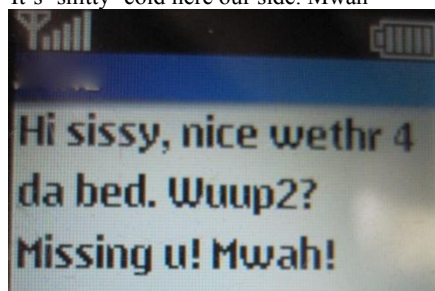 It's "shitty" cold here our side. Mwah
Hi sissy, nice wethr 4
da bed. Wuup2?
Missing u! Mwah!